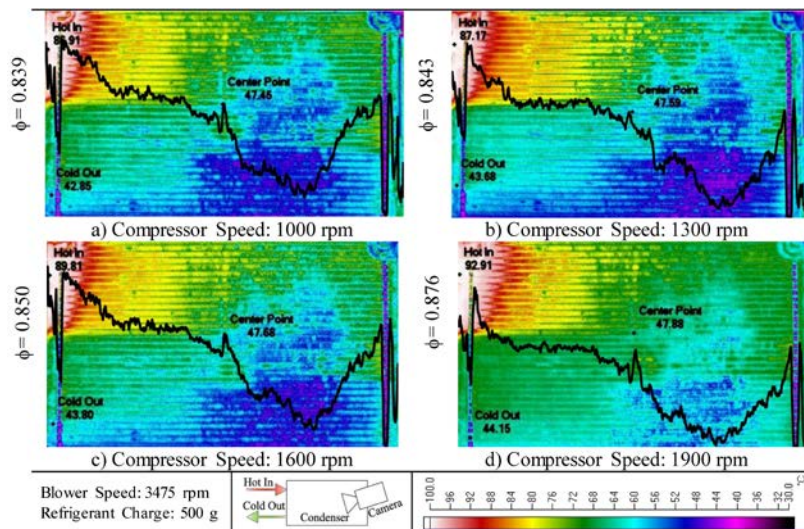 Hot In
86.91
Center Point
47.45
Cold Out
42.85
ϕ= 0.839
a) Compressor Speed: 1000 rpm
Hot In
87.17
Center Point
47.59
Cold Out
43.68
ϕ= 0.843
b) Compressor Speed: 1300 rpm
Hot In
89.81
Center Point
47.68
Cold Out
43.80
ϕ= 0.850
c) Compressor Speed: 1600 rpm
Hot In
92.91
Center Point
47.88
Cold Out
44.15
ϕ= 0.876
d) Compressor Speed: 1900 rpm
Blower Speed: 3475 rpm
Refrigerant Charge: 500 g
Hot In
Cold Out
Condenser
Camera
100.0
96
92
88
84
80
76
72
68
64
60
56
52
48
44
40
36
30.0
°C